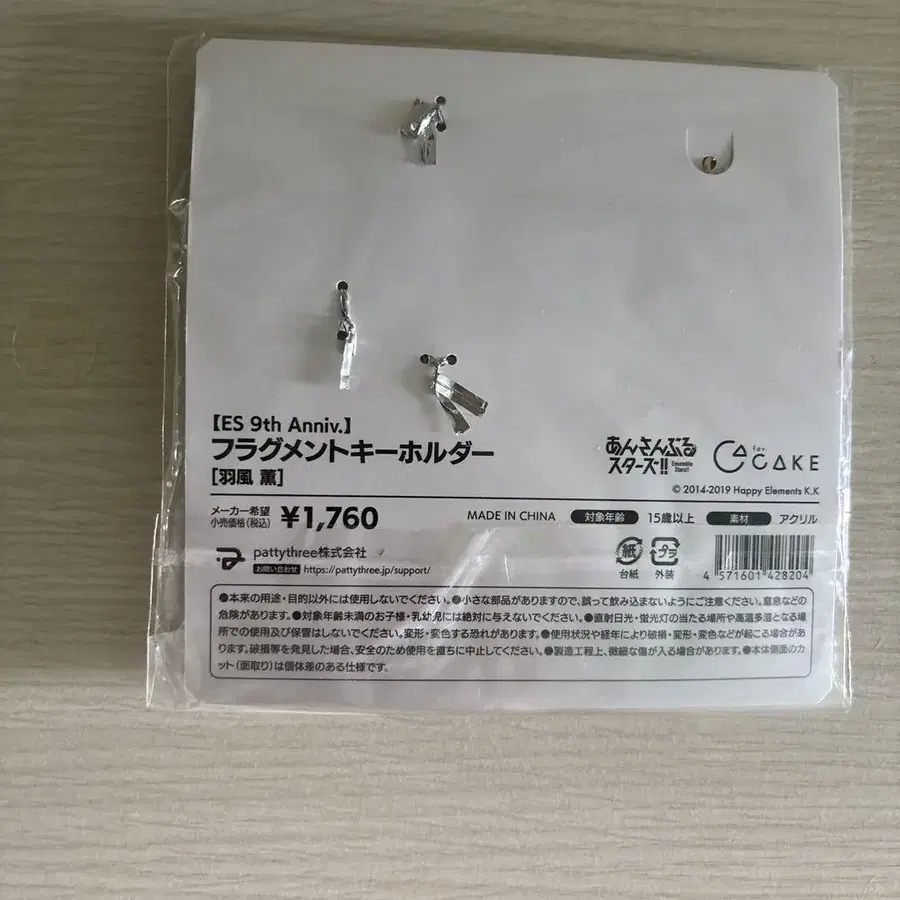 【ES 9th Anniv.】
フラグメントキーホルダー
[羽風 薫]
あんさんぶる
スターズ!!
Ensemble
Stars!!
for CAKE
© 2014-2019 Happy Elements K.K
メーカー希望
小売価格(税込) ¥1,760
MADE IN CHINA 対象年齢 15歳以上 素材 アクリル
pattythree株式会社
お問い合わせ https://pattythree.jp/support/
紙 プラ
台紙 外装
4 571601 428204
●本来の用途・目的以外には使用しないでください。●小さな部品がありますので、誤って飲み込まないようにご注意ください。窒息などの
危険があります。●対象年齢未満のお子様・乳幼児には絶対に与えないでください。●直射日光・蛍光灯の当たる場所や高温多湿となる場
所での使用及び保管はしないでください。変形・変色する恐れがあります。●使用状況や経年により破損・変形・変色などが起こる場合があ
ります。破損等を発見した場合、安全のため使用を直ちに中止してください。●製造工程上、微細な傷が入る場合があります。●本体側面のカ
ット(面取り)は個体差のある仕様です。